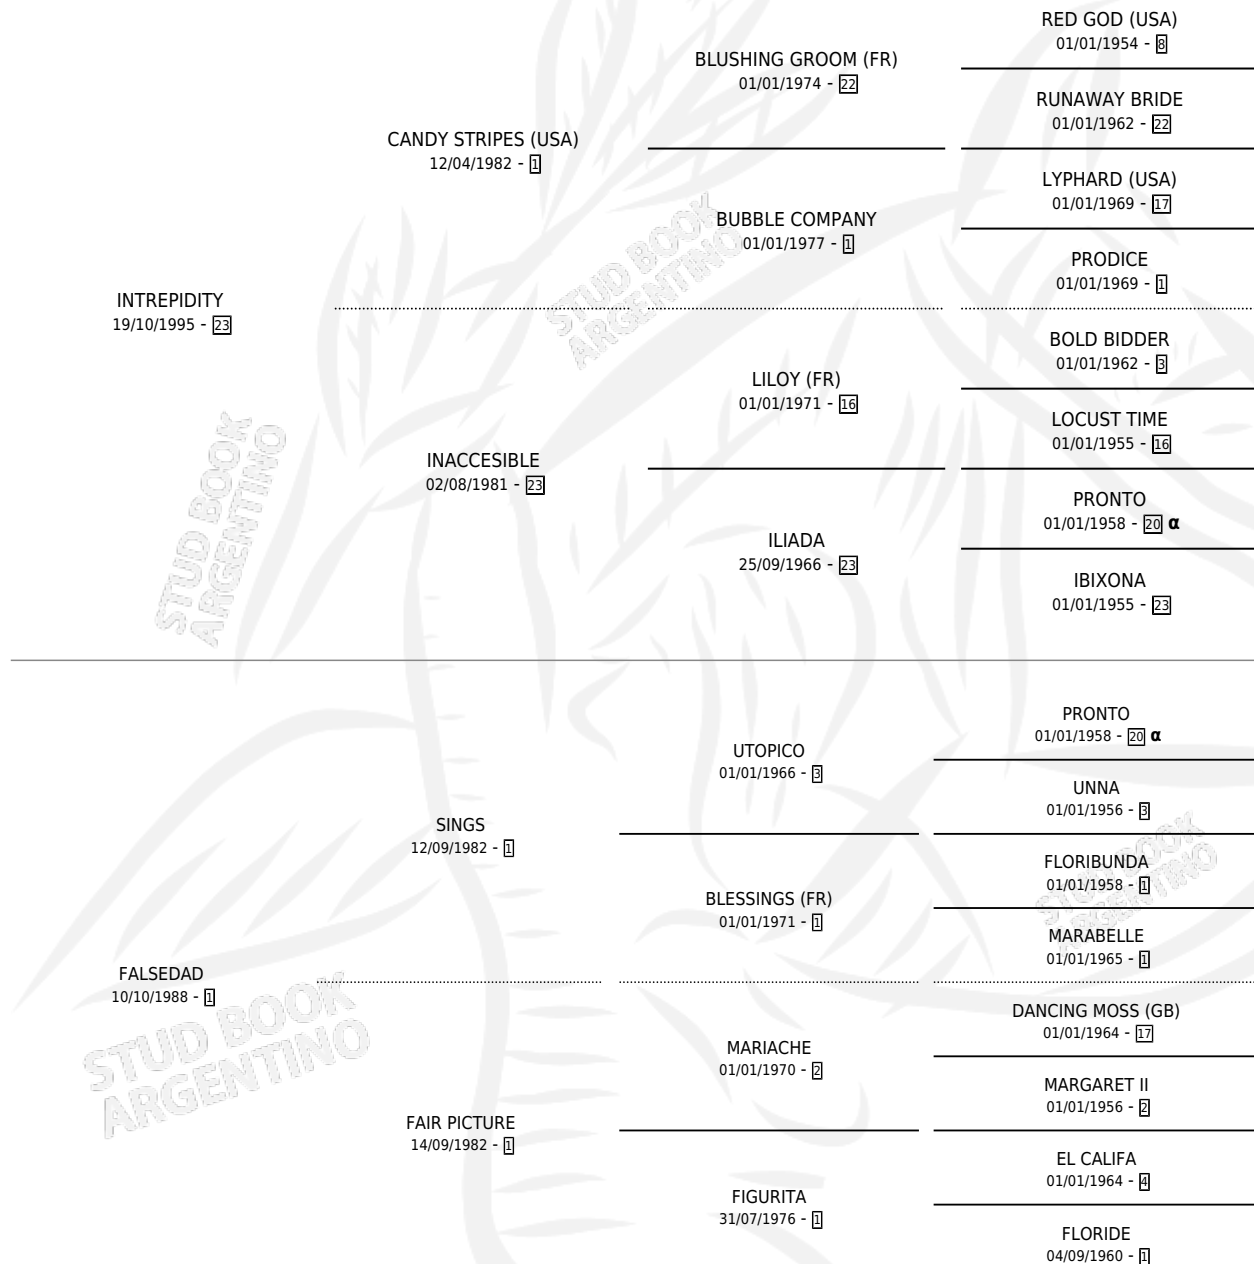 RED GOD (USA)
01/01/1954 - 8
BLUSHING GROOM (FR)
01/01/1974 - 22
RUNAWAY BRIDE
01/01/1962 - 22
CANDY STRIPES (USA)
12/04/1982 - 1
LYPHARD (USA)
01/01/1969 - 17
BUBBLE COMPANY
01/01/1977 - 1
PRODICE
01/01/1969 - 1
INTREPIDITY
19/10/1995 - 23
BOLD BIDDER
01/01/1962 - 3
LILOY (FR)
01/01/1971 - 16
LOCUST TIME
01/01/1955 - 16
INACCESIBLE
02/08/1981 - 23
PRONTO
01/01/1958 - 20 α
ILIADA
25/09/1966 - 23
IBIXONA
01/01/1955 - 23
PRONTO
01/01/1958 - 20 α
UTOPICO
01/01/1966 - 3
UNNA
01/01/1956 - 3
SINGS
12/09/1982 - 1
FLORIBUNDA
01/01/1958 - 1
BLESSINGS (FR)
01/01/1971 - 1
MARABELLE
01/01/1965 - 1
FALSEDAD
10/10/1988 - 1
DANCING MOSS (GB)
01/01/1964 - 17
MARIACHE
01/01/1970 - 2
MARGARET II
01/01/1956 - 2
FAIR PICTURE
14/09/1982 - 1
EL CALIFA
01/01/1964 - 4
FIGURITA
31/07/1976 - 1
FLORIDE
04/09/1960 - 1
STUD BOOK
ARGENTINO
STUD BOOK
ARGENTINO
STUD BOOK
ARGENTINO
STUD BOOK
ARGENTINO